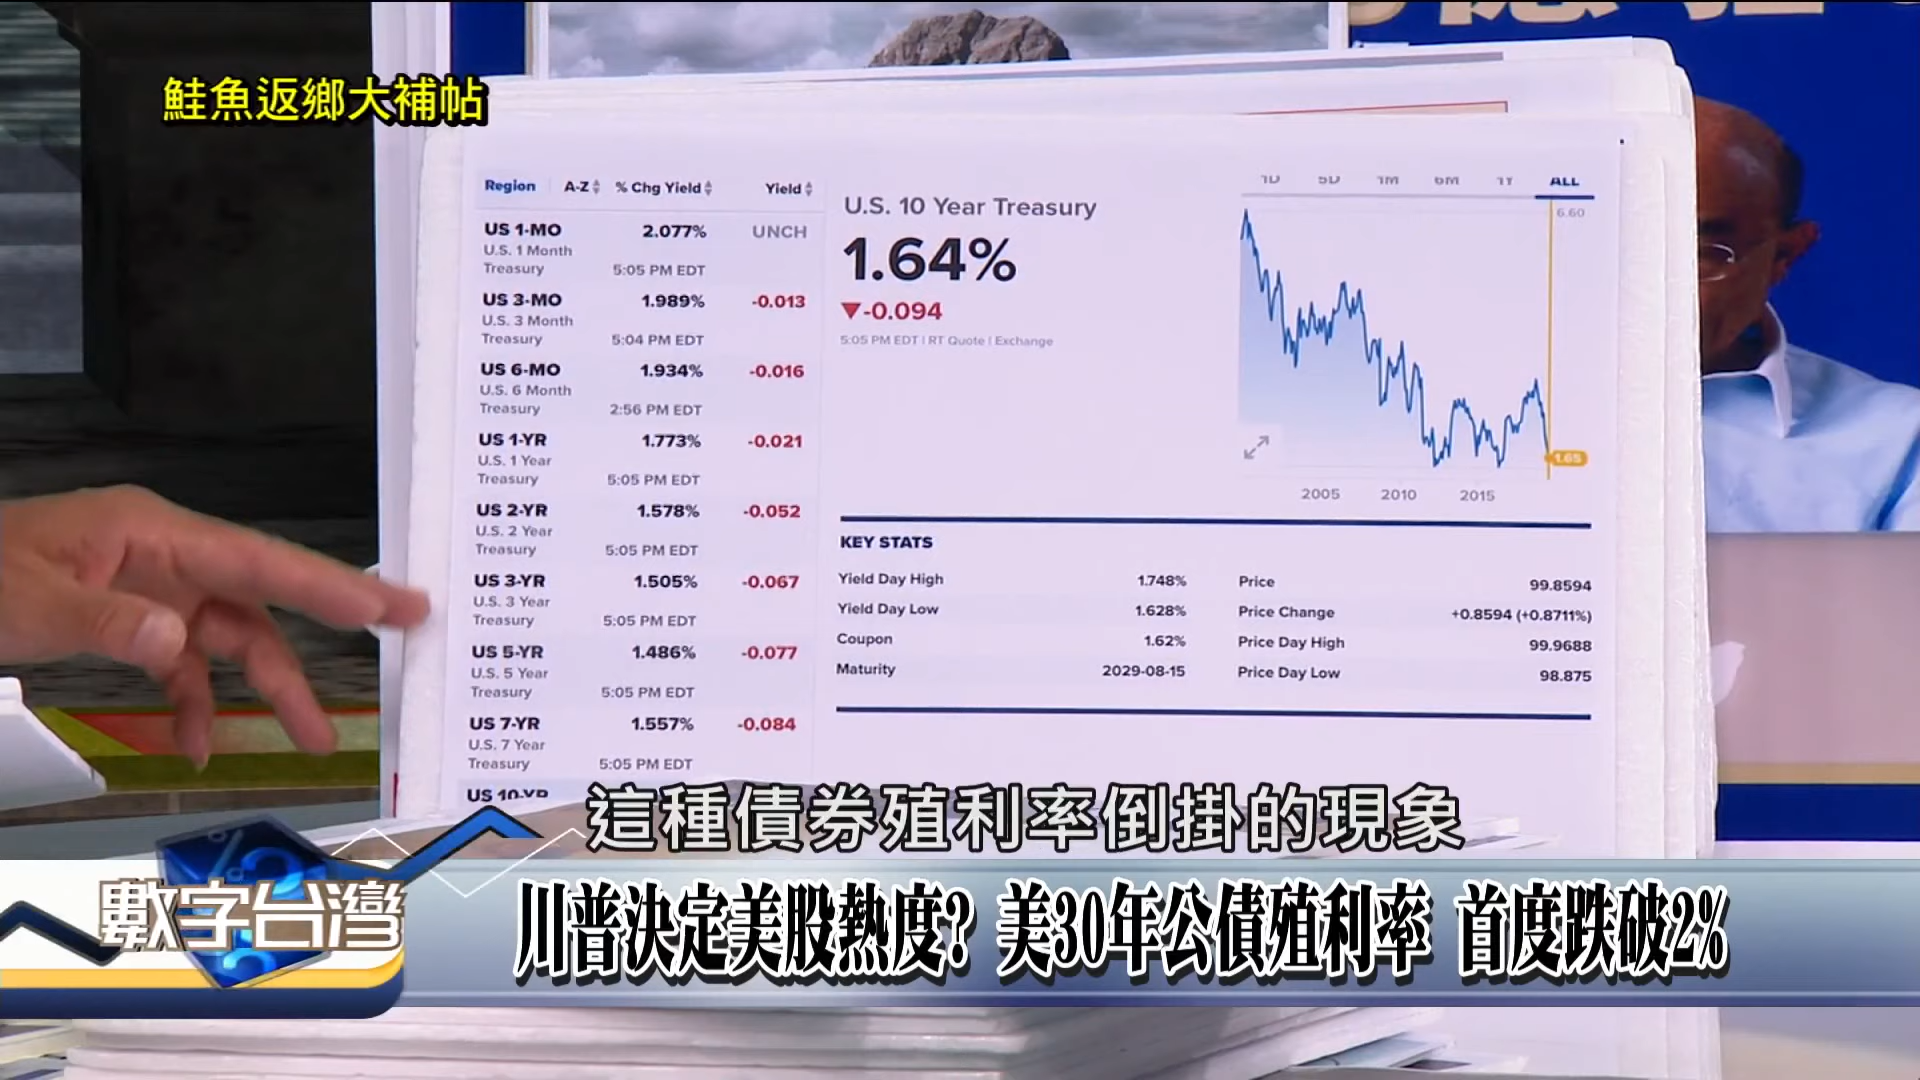 鮭魚返鄉大補帖
Region A-Z % Chg Yield Yield
US 1-MO 2.077% UNCH
U.S. 1 Month
Treasury 5:05 PM EDT
US 3-MO 1.989% -0.013
U.S. 3 Month
Treasury 5:04 PM EDT
US 6-MO 1.934% -0.016
U.S. 6 Month
Treasury 2:56 PM EDT
US 1-YR 1.773% -0.021
U.S. 1 Year
Treasury 5:05 PM EDT
US 2-YR 1.578% -0.052
U.S. 2 Year
Treasury 5:05 PM EDT
US 3-YR 1.505% -0.067
U.S. 3 Year
Treasury 5:05 PM EDT
US 5-YR 1.486% -0.077
U.S. 5 Year
Treasury 5:05 PM EDT
US 7-YR 1.557% -0.084
U.S. 7 Year
Treasury 5:05 PM EDT
US 10-YR
U.S. 10 Year Treasury
1.64%
▼-0.094
5:05 PM EDT | RT Quote | Exchange
1D 5D 1M 6M 1Y ALL
6.60
1.65
2005 2010 2015
KEY STATS
Yield Day High 1.748% Price 99.8594
Yield Day Low 1.628% Price Change +0.8594 (+0.8711%)
Coupon 1.62% Price Day High 99.9688
Maturity 2029-08-15 Price Day Low 98.875
這種債券殖利率倒掛的現象
數字台灣
川普決定美股熱度? 美30年公債殖利率 首度跌破2%